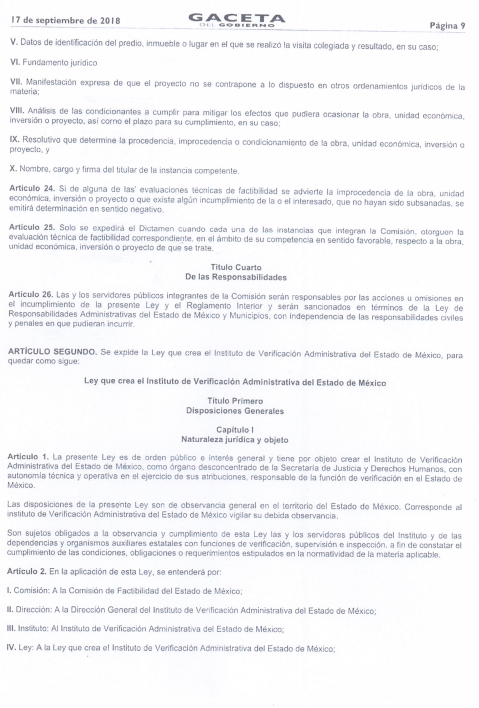 17 de septiembre de 2018
GACETA
DEL GOBIERNO
Página 9
V. Datos de identificación del predio, inmueble o lugar en el que se realizó la visita colegiada y resultado, en su caso;
VI. Fundamento jurídico
VII. Manifestación expresa de que el proyecto no se contrapone a lo dispuesto en otros ordenamientos jurídicos de la
materia;
VIII. Análisis de las condicionantes a cumplir para mitigar los efectos que pudiera ocasionar la obra, unidad económica,
inversión o proyecto, así como el plazo para su cumplimiento, en su caso;
IX. Resolutivo que determine la procedencia, improcedencia o condicionamiento de la obra, unidad económica, inversión o
proyecto, y
X. Nombre, cargo y firma del titular de la instancia competente.
Artículo 24. Si de alguna de las' evaluaciones técnicas de factibilidad se advierte la improcedencia de la obra, unidad
económica, inversión o proyecto o que existe algún incumplimiento de la o el interesado, que no hayan sido subsanadas, se
emitirá determinación en sentido negativo.
Artículo 25. Solo se expedirá el Dictamen cuando cada una de las instancias que integran la Comisión, otorguen la
evaluación técnica de factibilidad correspondiente, en el ámbito de su competencia en sentido favorable, respecto a la obra,
unidad económica, inversión o proyecto de que se trate.
Título Cuarto
De las Responsabilidades
Artículo 26. Las y los servidores públicos integrantes de la Comisión serán responsables por las acciones u omisiones en
el incumplimiento de la presente Ley y el Reglamento Interior y serán sancionados en términos de la Ley de
Responsabilidades Administrativas del Estado de México y Municipios, con independencia de las responsabilidades civiles
y penales en que pudieran incurrir.
ARTÍCULO SEGUNDO. Se expide la Ley que crea el Instituto de Verificación Administrativa del Estado de México, para
quedar como sigue:
Ley que crea el Instituto de Verificación Administrativa del Estado de México
Título Primero
Disposiciones Generales
Capítulo I
Naturaleza jurídica y objeto
Artículo 1. La presente Ley es de orden público e interés general y tiene por objeto crear el Instituto de Verificación
Administrativa del Estado de México, como órgano desconcentrado de la Secretaría de Justicia y Derechos Humanos, con
autonomía técnica y operativa en el ejercicio de sus atribuciones, responsable de la función de verificación en el Estado de
México.
Las disposiciones de la presente Ley son de observancia general en el territorio del Estado de México. Corresponde al
Instituto de Verificación Administrativa del Estado de México vigilar su debida observancia.
Son sujetos obligados a la observancia y cumplimiento de esta Ley las y los servidores públicos del Instituto y de las
dependencias y organismos auxiliares estatales con funciones de verificación, supervisión e inspección, a fin de constatar el
cumplimiento de las condiciones, obligaciones o requerimientos estipulados en la normatividad de la materia aplicable.
Artículo 2. En la aplicación de esta Ley, se entenderá por:
I. Comisión: A la Comisión de Factibilidad del Estado de México;
II. Dirección: A la Dirección General del Instituto de Verificación Administrativa del Estado de México;
III. Instituto: Al Instituto de Verificación Administrativa del Estado de México;
IV. Ley: A la Ley que crea el Instituto de Verificación Administrativa del Estado de México;